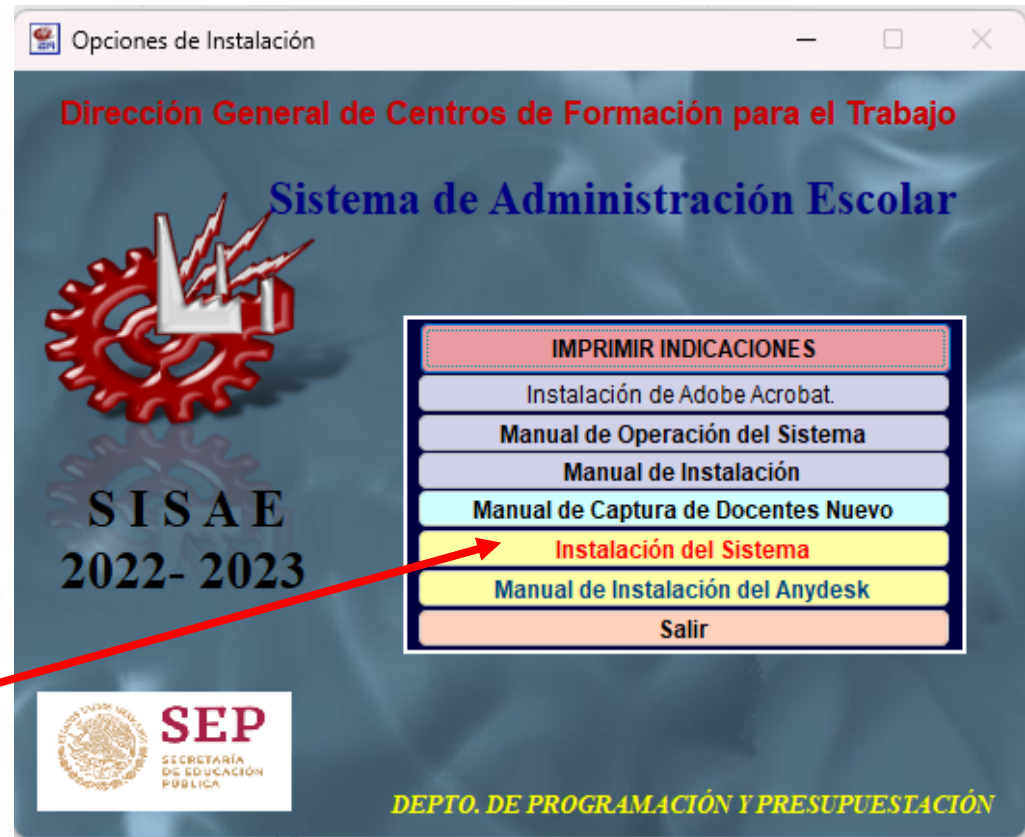 Opciones de Instalación
Dirección General de Centros de Formación para el Trabajo
Sistema de Administración Escolar
IMPRIMIR INDICACIONES
Instalación de Adobe Acrobat.
Manual de Operación del Sistema
Manual de Instalación
Manual de Captura de Docentes Nuevo
Instalación del Sistema
Manual de Instalación del Anydesk
Salir
S I S A E
2022- 2023
SEP
SECRETARÍA
DE EDUCACIÓN
PÚBLICA
DEPTO. DE PROGRAMACIÓN Y PRESUPUESTACIÓN